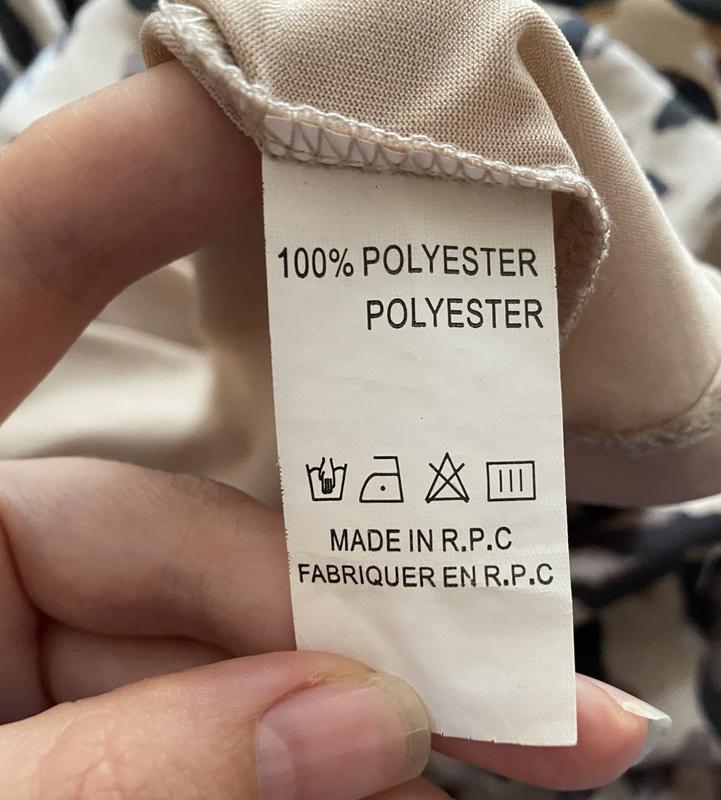 100% POLYESTER
POLYESTER
MADE IN R.P.C
FABRIQUER EN R.P.C